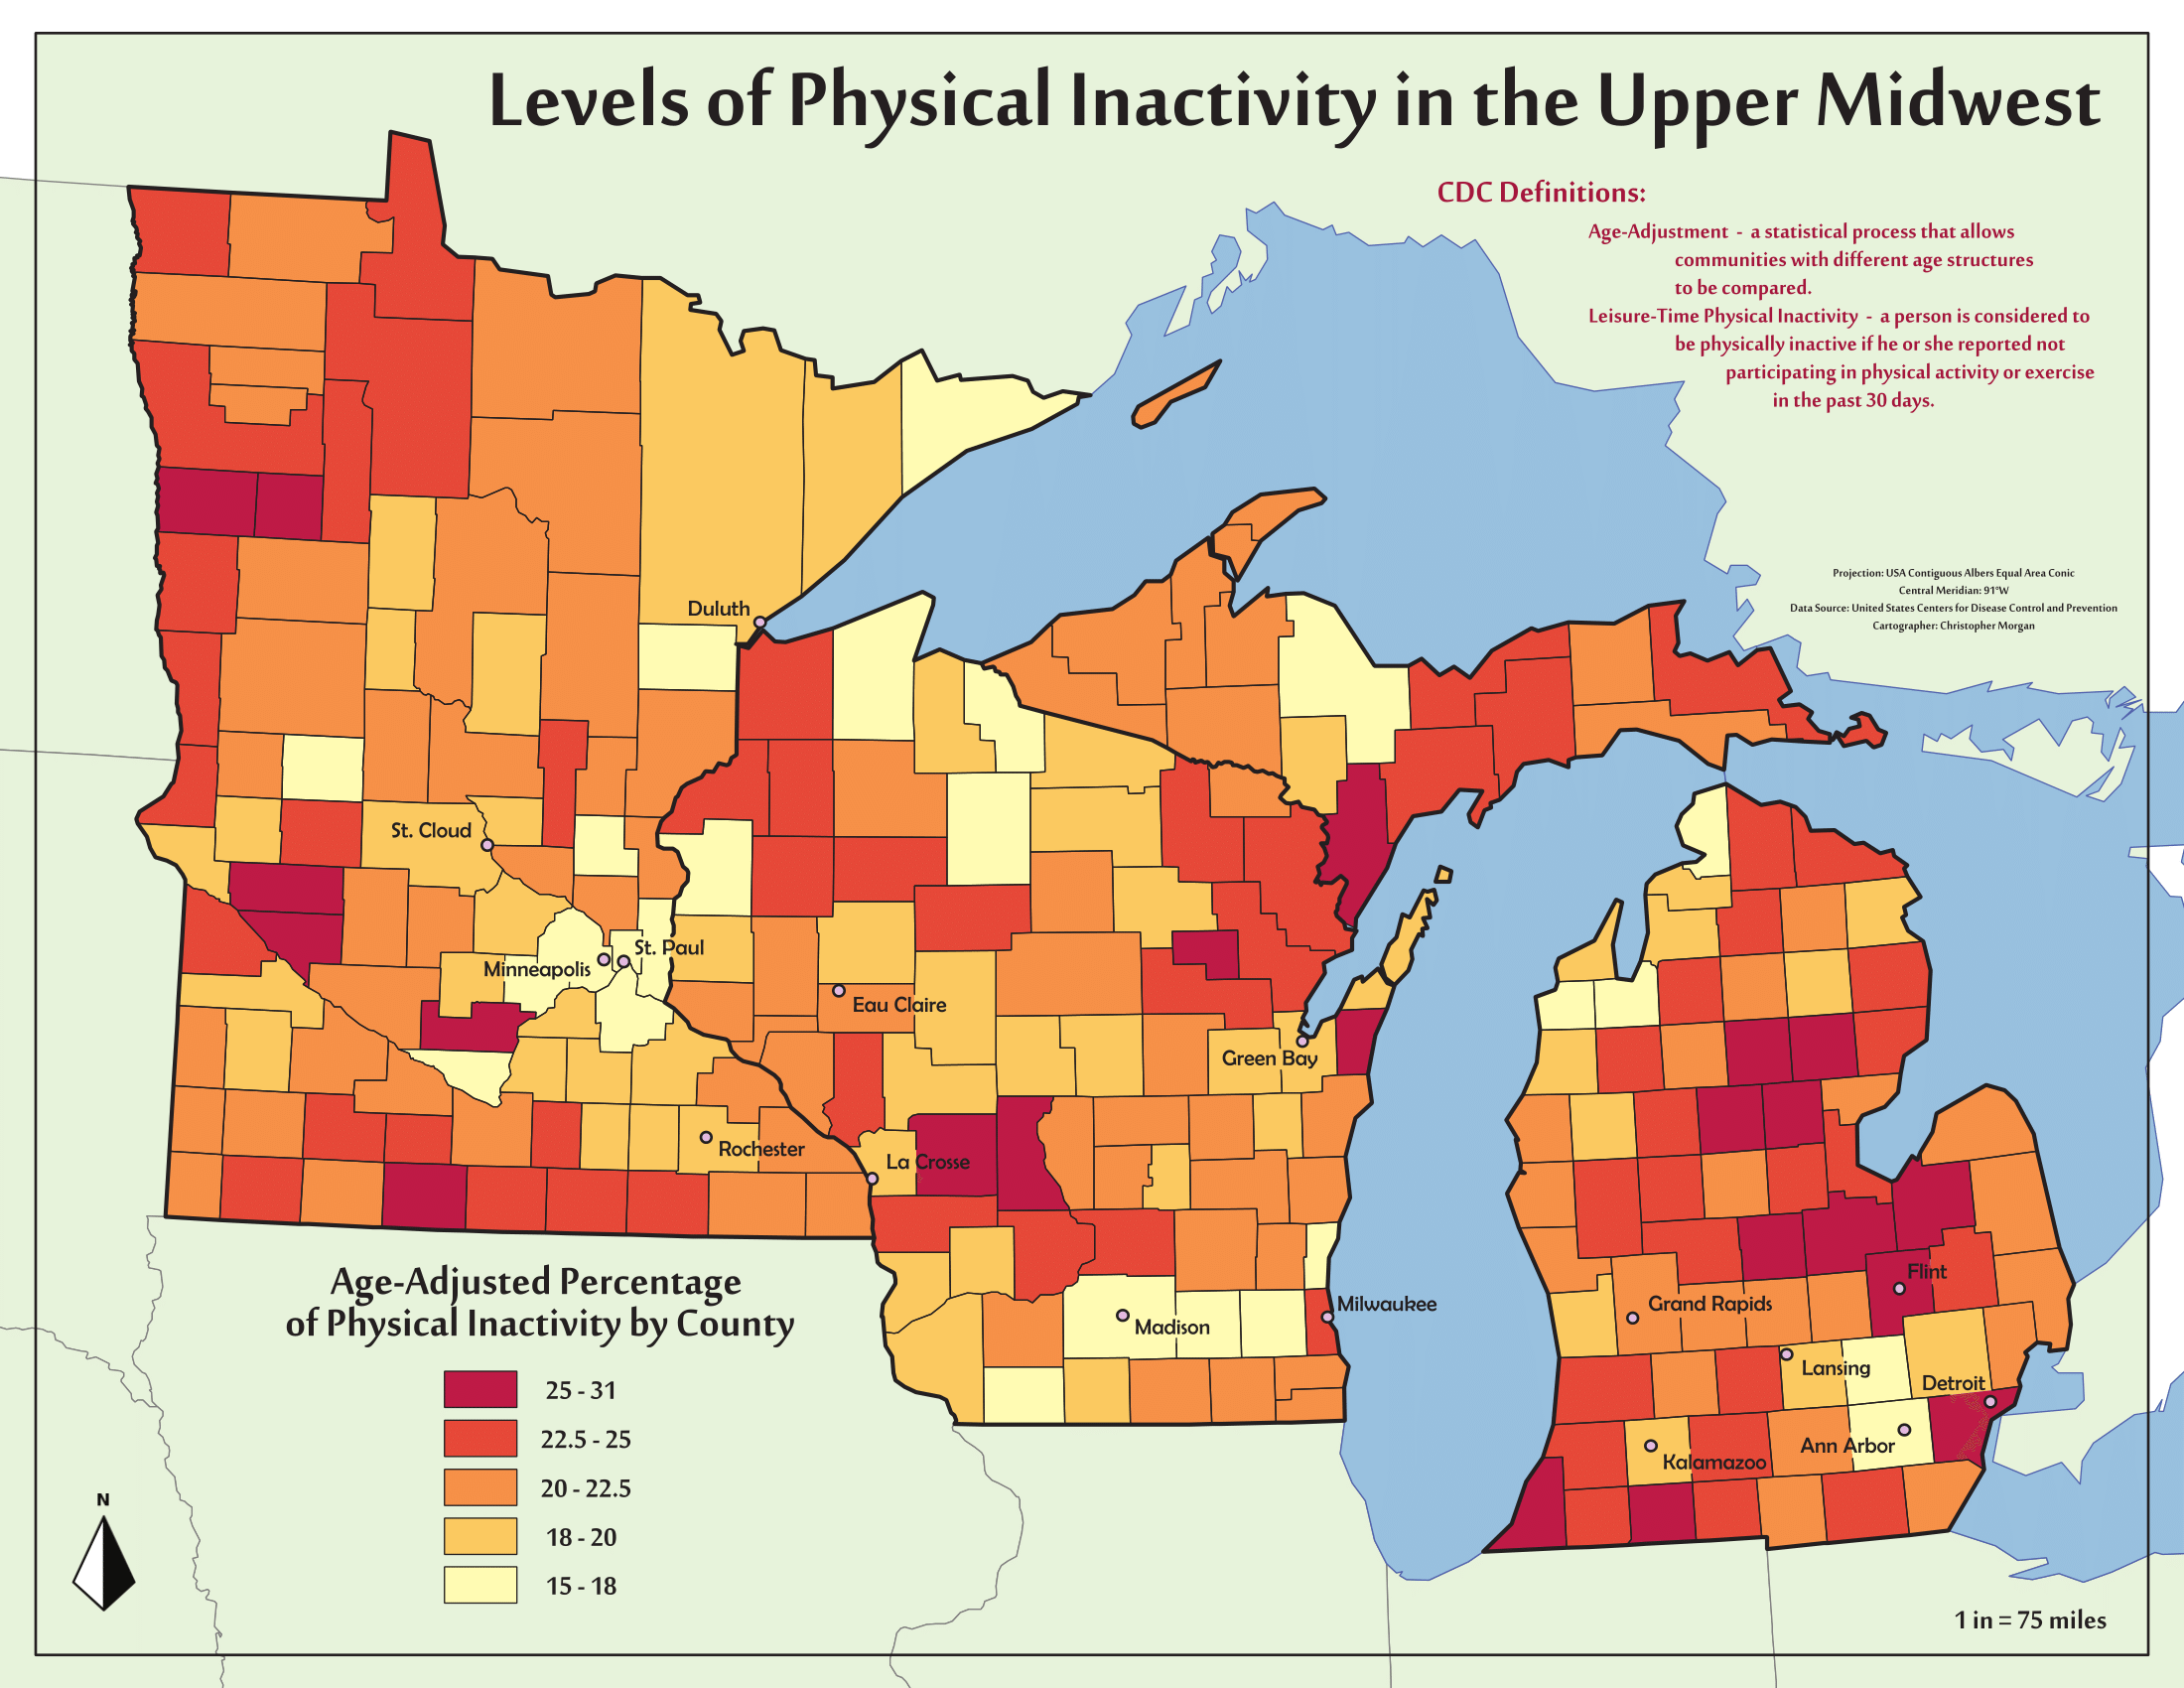 Levels of Physical Inactivity in the Upper Midwest
CDC Definitions:
Age-Adjustment - a statistical process that allows
communities with different age structures
to be compared.
Leisure-Time Physical Inactivity - a person is considered to
be physically inactive if he or she reported not
participating in physical activity or exercise
in the past 30 days.
Projection: USA Contiguous Albers Equal Area Conic
Central Meridian: 91°W
Data Source: United States Centers for Disease Control and Prevention
Cartographer: Christopher Morgan
Duluth
St. Cloud
St. Paul
Minneapolis
Eau Claire
Green Bay
Rochester
La Crosse
Flint
Milwaukee
Grand Rapids
Madison
Lansing
Detroit
Ann Arbor
Kalamazoo
Age-Adjusted Percentage
of Physical Inactivity by County
25 - 31
22.5 - 25
20 - 22.5
18 - 20
15 - 18
N
1 in = 75 miles